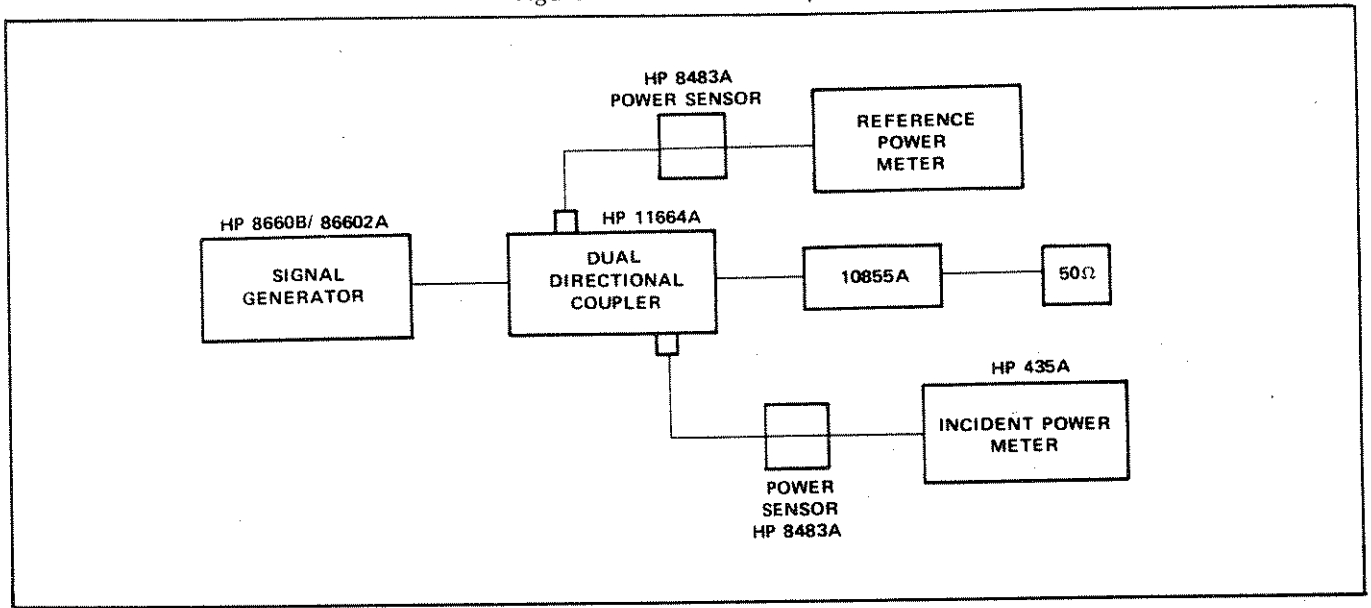 HP 8483A
POWER SENSOR
REFERENCE
POWER
METER
HP 8660B/ 86602A
SIGNAL
GENERATOR
HP 11664A
DUAL
DIRECTIONAL
COUPLER
10855A
50Ω
HP 435A
INCIDENT POWER
METER
POWER
SENSOR
HP 8483A